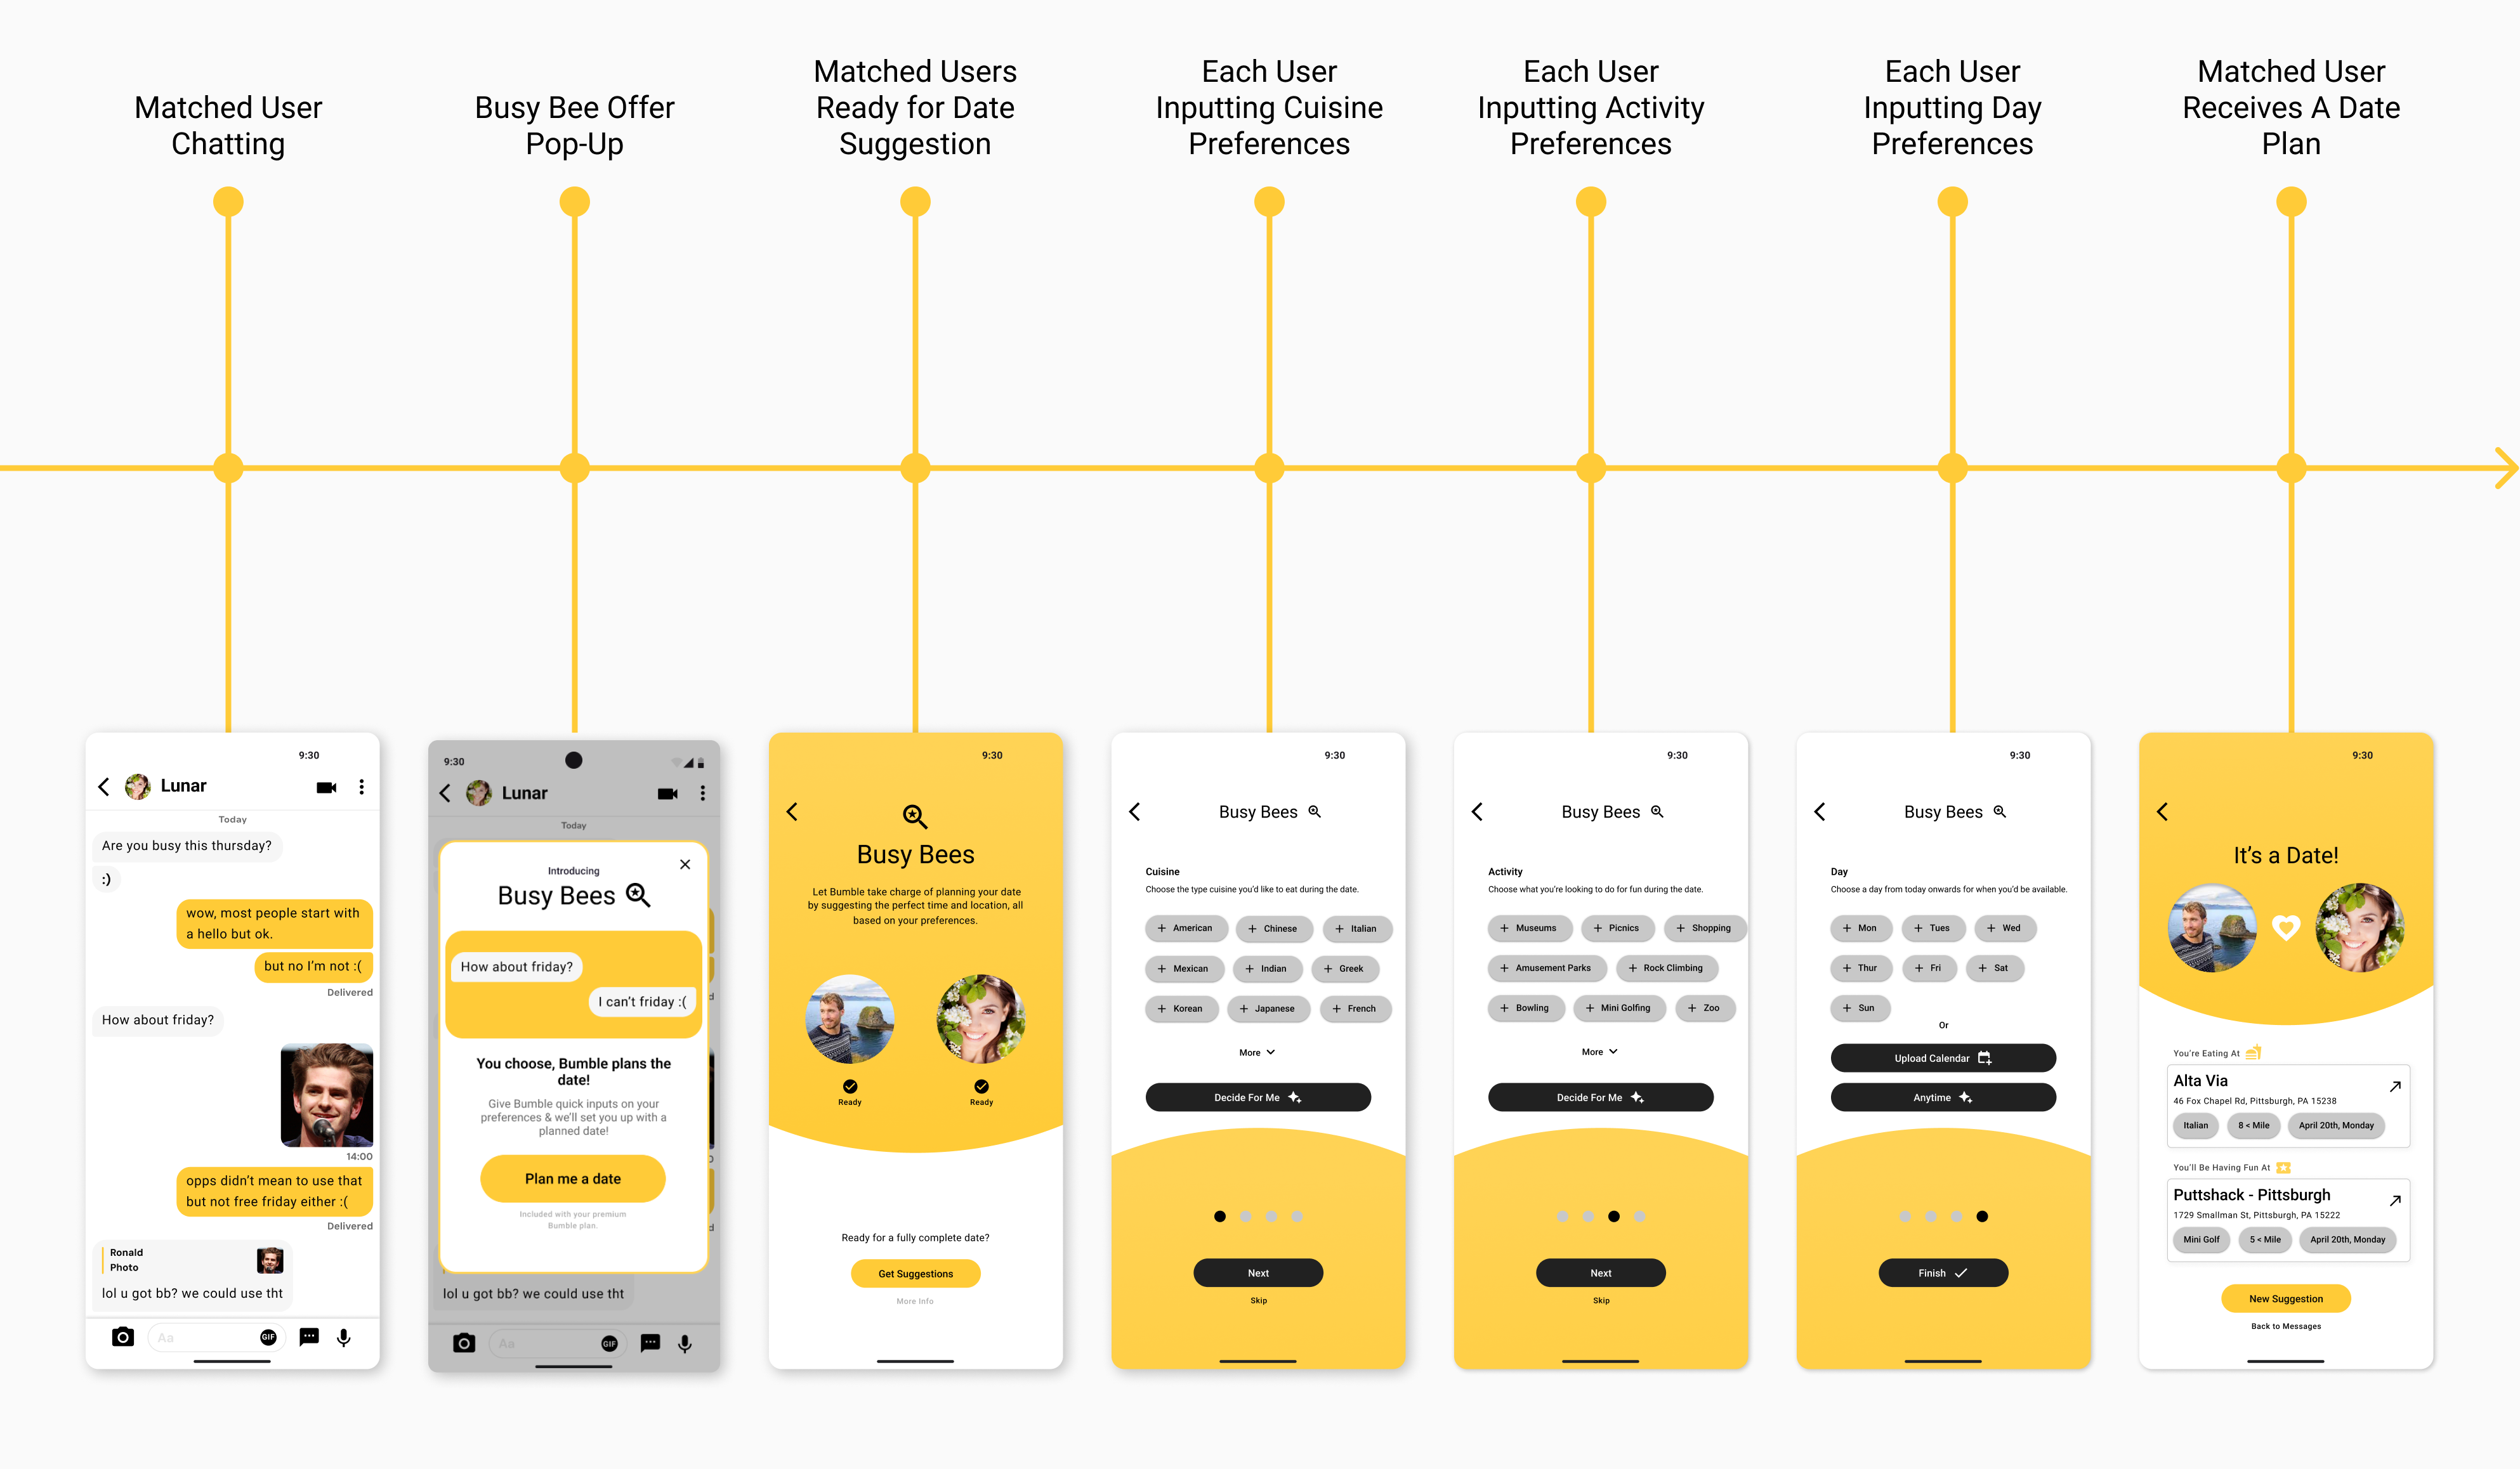 Matched User
Chatting
Busy Bee Offer
Pop-Up
Matched Users
Ready for Date
Suggestion
Each User
Inputting Cuisine
Preferences
Each User
Inputting Activity
Preferences
Each User
Inputting Day
Preferences
Matched User
Receives A Date
Plan
9:30
Lunar
Today
Are you busy this thursday?
:)
wow, most people start with
a hello but ok.
but no I'm not :(
Delivered
How about friday?
14:00
opps didn't mean to use that
but not free friday either :(
Delivered
Ronald
Photo
lol u got bb? we could use tht
Aa
GIF
9:30
Lunar
Today
Introducing
Busy Bees
How about friday?
I can't friday :(
You choose, Bumble plans the
date!
Give Bumble quick inputs on your
preferences & we'll set you up with a
planned date!
Plan me a date
Included with your premium
Bumble plan.
d
0
d
lol u got bb? we could use tht
Aa
GIF
9:30
Busy Bees
Let Bumble take charge of planning your date
by suggesting the perfect time and location, all
based on your preferences.
Ready
Ready
Ready for a fully complete date?
Get Suggestions
More Info
9:30
Busy Bees
Cuisine
Choose the type cuisine you'd like to eat during the date.
+ American + Chinese + Italian
+ Mexican + Indian + Greek
+ Korean + Japanese + French
More
Decide For Me
Next
Skip
9:30
Busy Bees
Activity
Choose what you're looking to do for fun during the date.
+ Museums + Picnics + Shopping
+ Amusement Parks + Rock Climbing
+ Bowling + Mini Golfing + Zoo
More
Decide For Me
Next
Skip
9:30
Busy Bees
Day
Choose a day from today onwards for when you'd be available.
+ Mon + Tues + Wed
+ Thur + Fri + Sat
+ Sun
Or
Upload Calendar
Anytime
Finish
9:30
It's a Date!
You're Eating At
Alta Via
46 Fox Chapel Rd, Pittsburgh, PA 15238
Italian 8 < Mile April 20th, Monday
You'll Be Having Fun At
Puttshack - Pittsburgh
1729 Smallman St, Pittsburgh, PA 15222
Mini Golf 5 < Mile April 20th, Monday
New Suggestion
Back to Messages